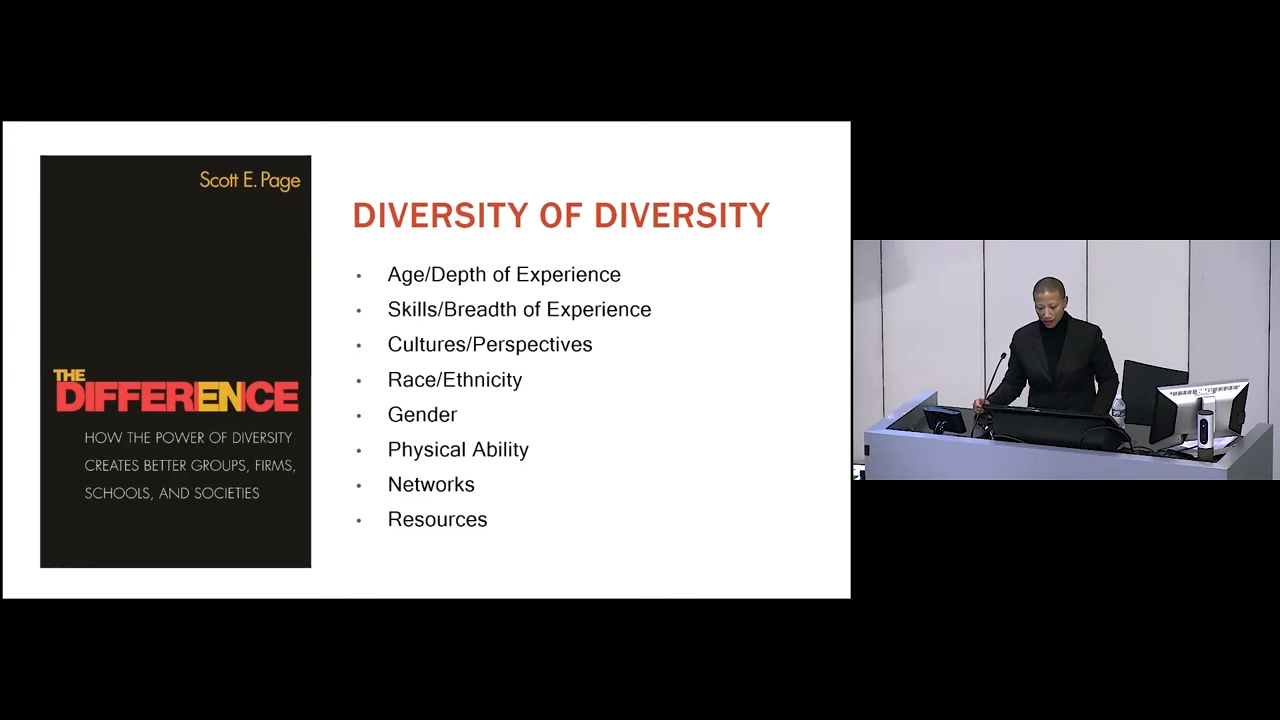 Scott E. Page
THE
DIFFERENCE
HOW THE POWER OF DIVERSITY
CREATES BETTER GROUPS, FIRMS,
SCHOOLS, AND SOCIETIES
DIVERSITY OF DIVERSITY
• Age/Depth of Experience
• Skills/Breadth of Experience
• Cultures/Perspectives
• Race/Ethnicity
• Gender
• Physical Ability
• Networks
• Resources